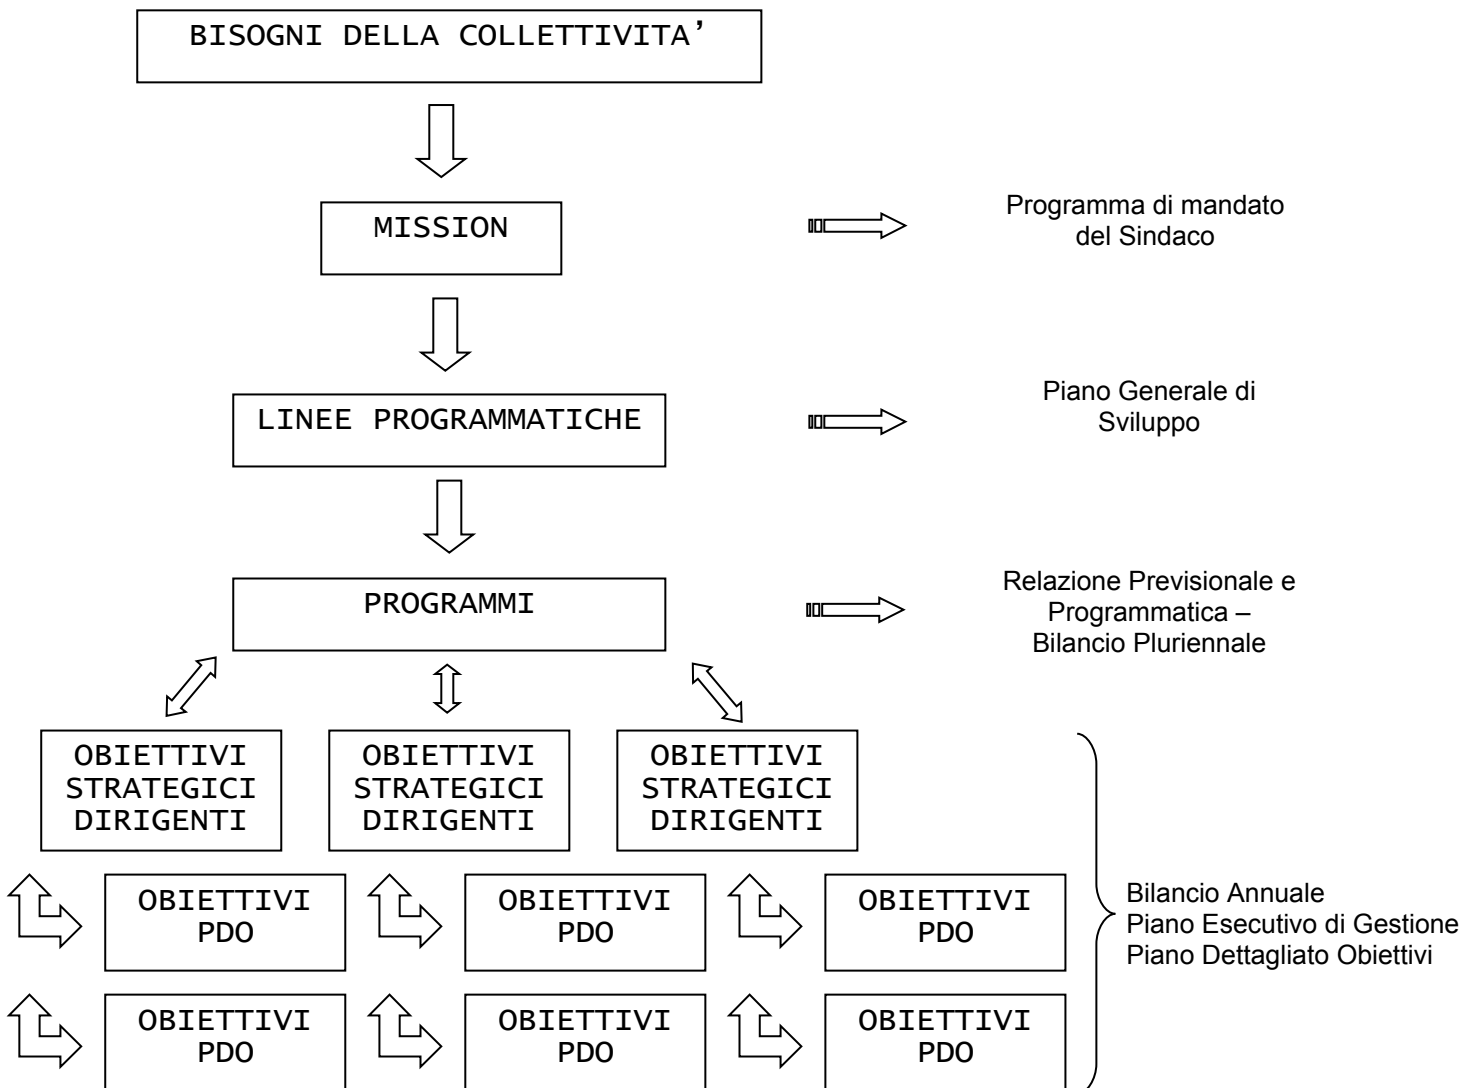 BISOGNI DELLA COLLETTIVITA’
MISSION
Programma di mandato
del Sindaco
LINEE PROGRAMMATICHE
Piano Generale di
Sviluppo
PROGRAMMI
Relazione Previsionale e
Programmatica –
Bilancio Pluriennale
OBIETTIVI
STRATEGICI
DIRIGENTI
OBIETTIVI
STRATEGICI
DIRIGENTI
OBIETTIVI
STRATEGICI
DIRIGENTI
OBIETTIVI
PDO
OBIETTIVI
PDO
OBIETTIVI
PDO
Bilancio Annuale
Piano Esecutivo di Gestione
Piano Dettagliato Obiettivi
OBIETTIVI
PDO
OBIETTIVI
PDO
OBIETTIVI
PDO